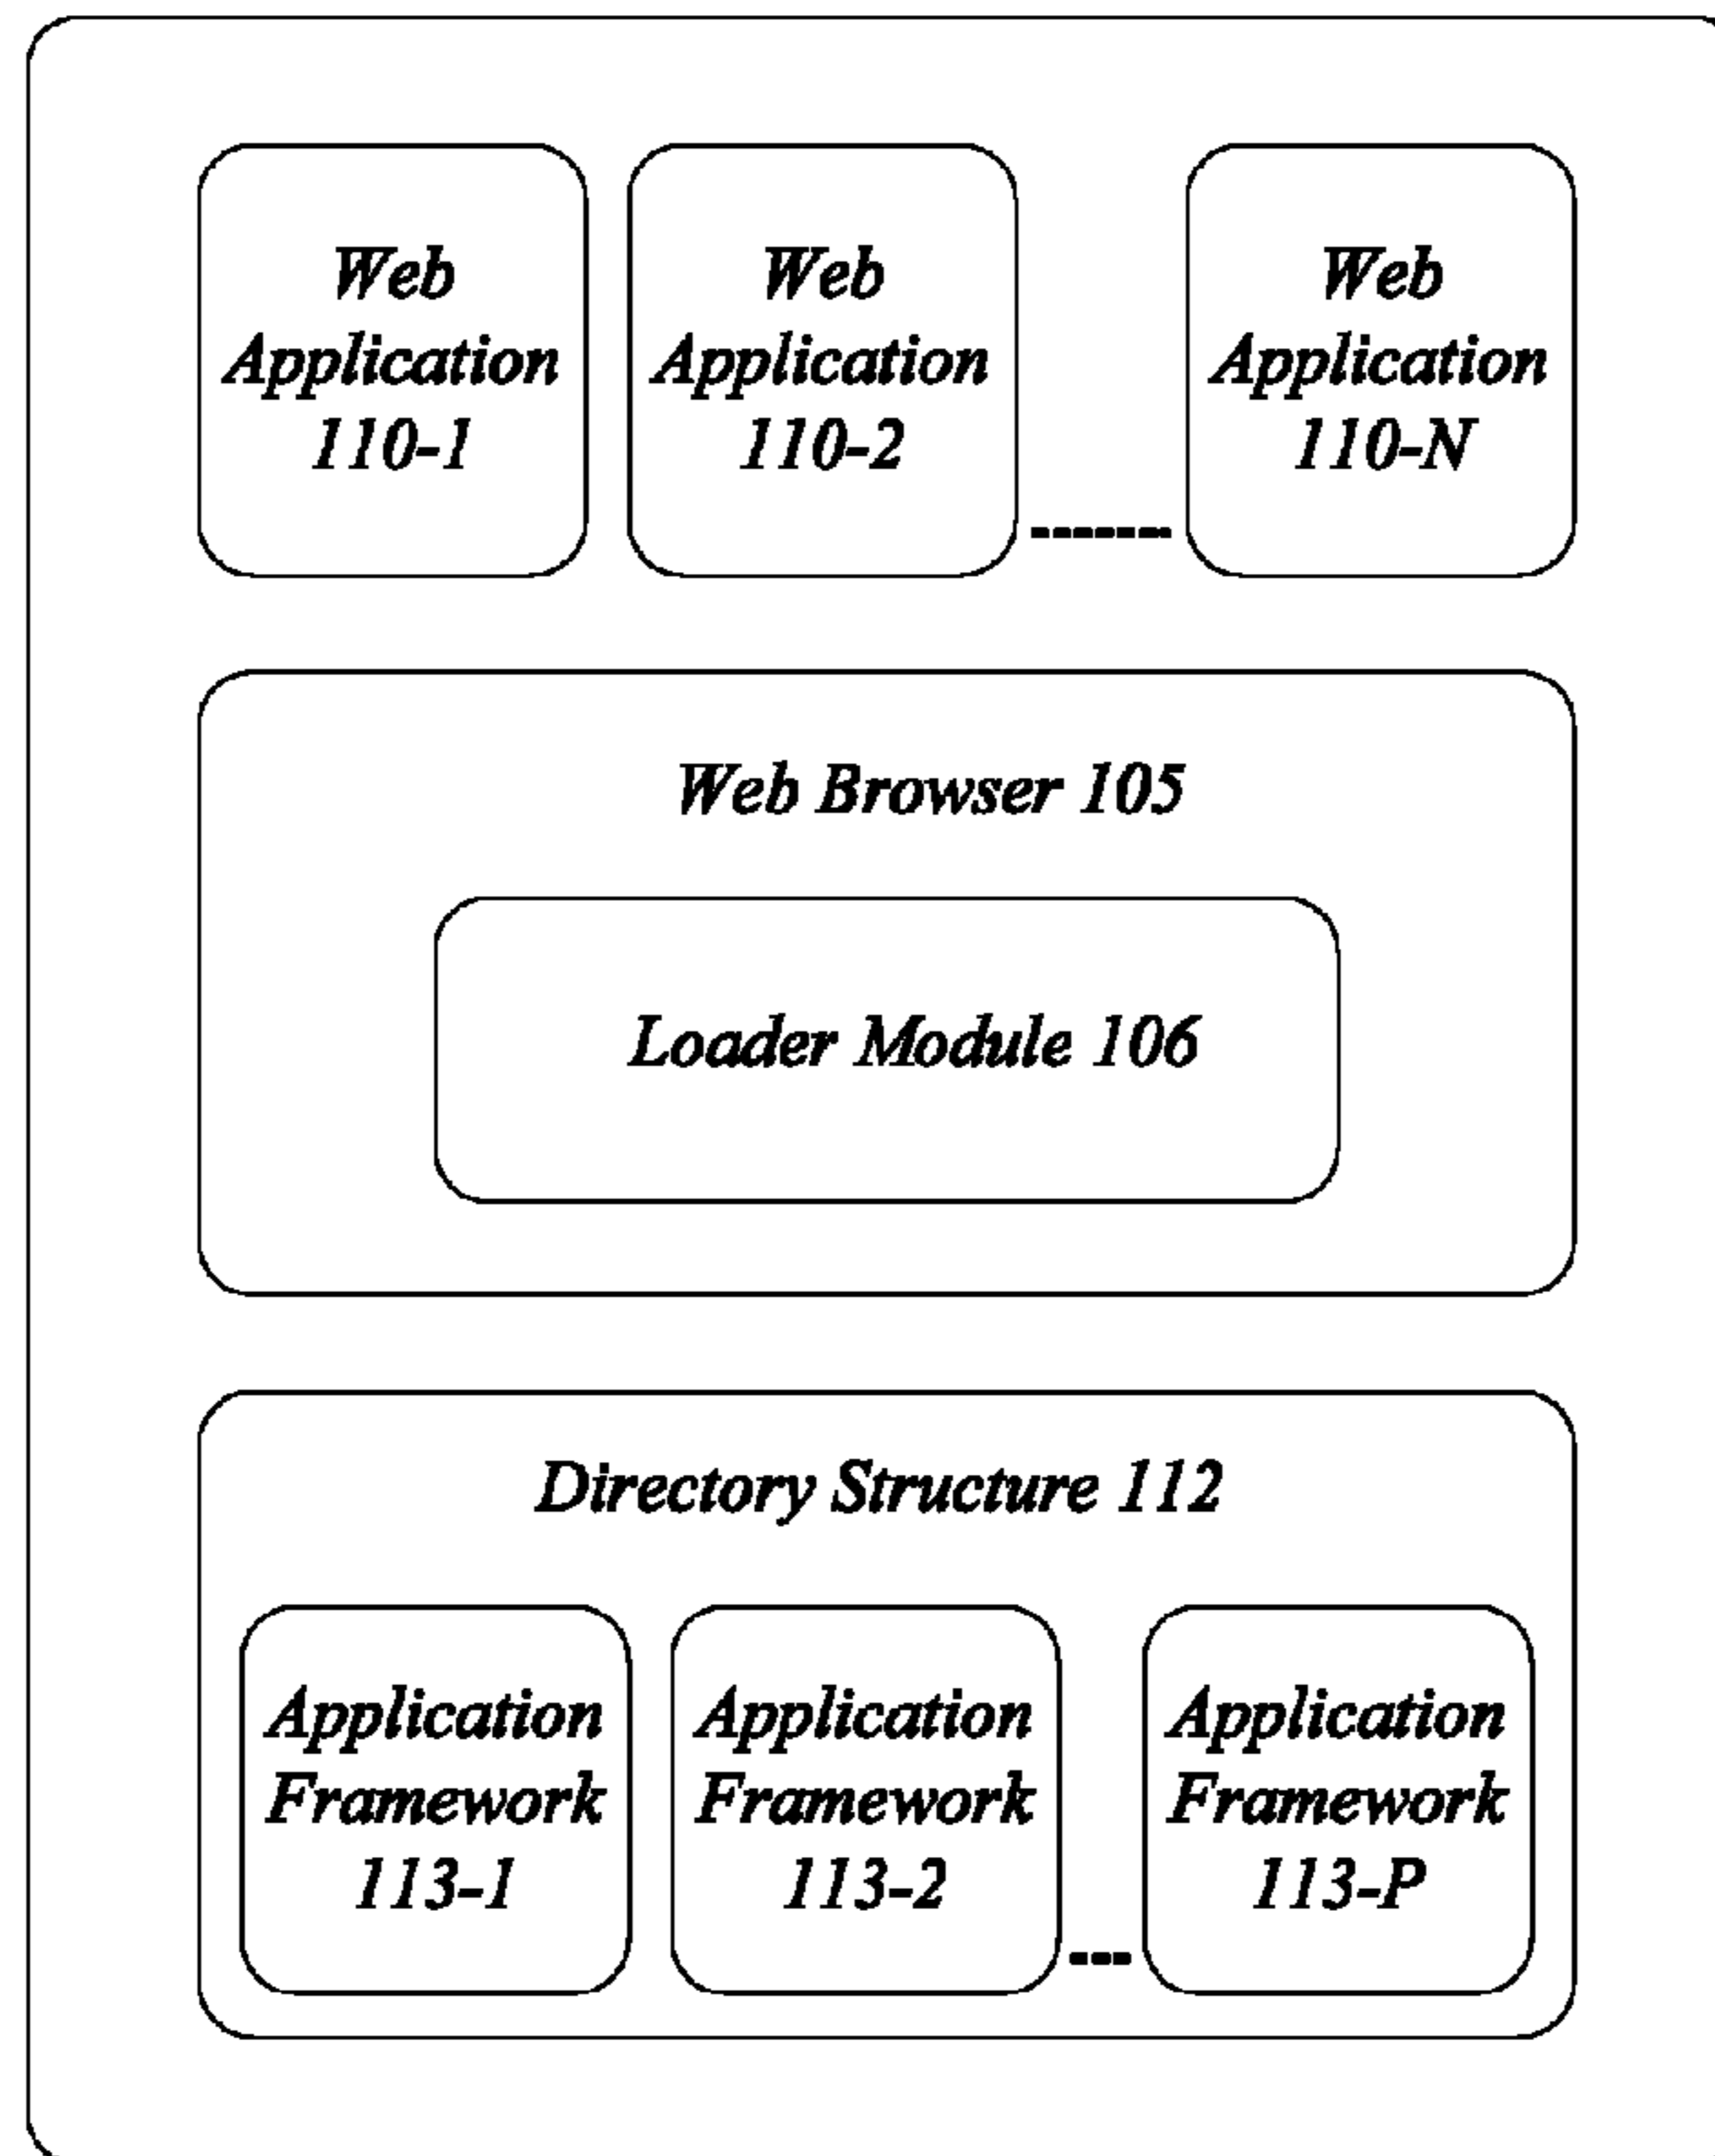 Web
Application
110-1
Web
Application
110-2
Web
Application
110-N
Web Browser 105
Loader Module 106
Directory Structure 112
Application
Framework
113-1
Application
Framework
113-2
Application
Framework
113-P